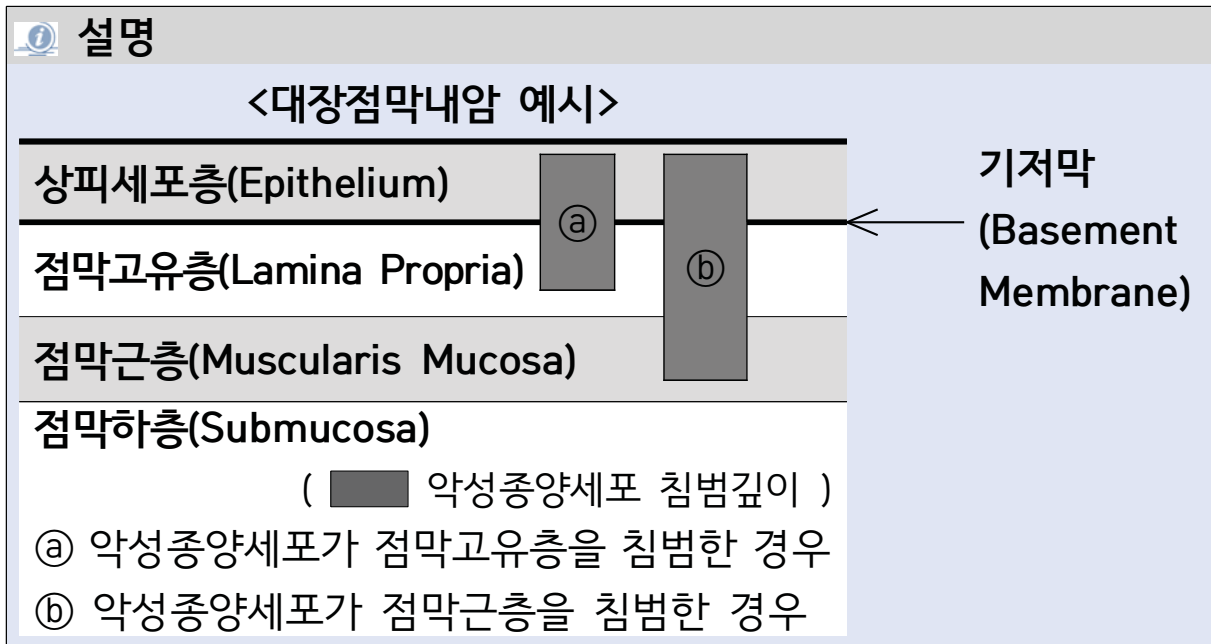 설명
<대장점막내암 예시>
상피세포층(Epithelium)
ⓐ
기저막
(Basement
Membrane)
점막고유층(Lamina Propria)
ⓑ
점막근층(Muscularis Mucosa)
점막하층(Submucosa)
( 악성종양세포 침범깊이 )
ⓐ 악성종양세포가 점막고유층을 침범한 경우
ⓑ 악성종양세포가 점막근층을 침범한 경우